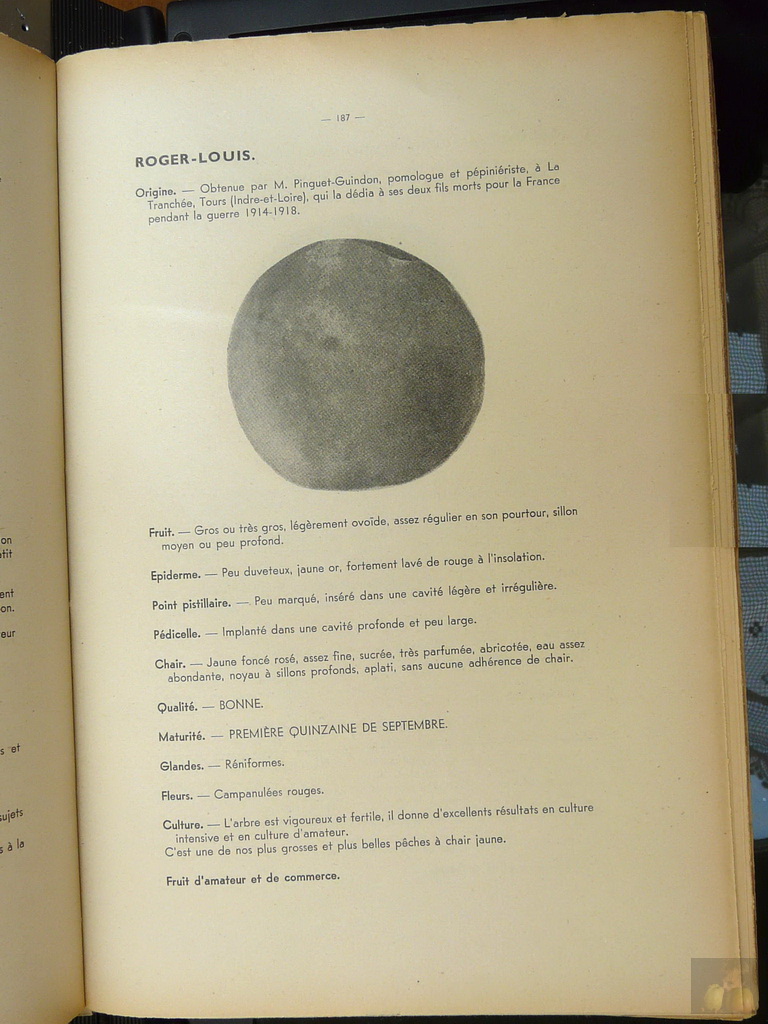 — 187 —
ROGER-LOUIS.
Origine. — Obtenue par M. Pinguet-Guindon, pomologue et pépiniériste, à La
Tranchée, Tours (Indre-et-Loire), qui la dédia à ses deux fils morts pour la France
pendant la guerre 1914-1918.
Fruit. — Gros ou très gros, légèrement ovoïde, assez régulier en son pourtour, sillon
moyen ou peu profond.
Epiderme. — Peu duveteux, jaune or, fortement lavé de rouge à l'insolation.
Point pistillaire. — Peu marqué, inséré dans une cavité légère et irrégulière.
Pédicelle. — Implanté dans une cavité profonde et peu large.
Chair. — Jaune foncé rosé, assez fine, sucrée, très parfumée, abricotée, eau assez
abondante, noyau à sillons profonds, aplati, sans aucune adhérence de chair.
Qualité. — BONNE.
Maturité. — PREMIÈRE QUINZAINE DE SEPTEMBRE.
Glandes. — Réniformes.
Fleurs. — Campanulées rouges.
Culture. — L'arbre est vigoureux et fertile, il donne d'excellents résultats en culture
intensive et en culture d'amateur.
C'est une de nos plus grosses et plus belles pêches à chair jaune.
Fruit d'amateur et de commerce.